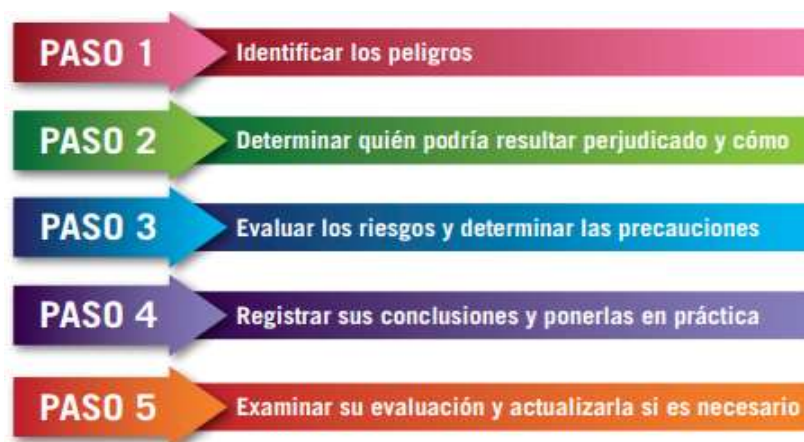 PASO 1 Identificar los peligros
PASO 2 Determinar quién podría resultar perjudicado y cómo
PASO 3 Evaluar los riesgos y determinar las precauciones
PASO 4 Registrar sus conclusiones y ponerlas en práctica
PASO 5 Examinar su evaluación y actualizarla si es necesario